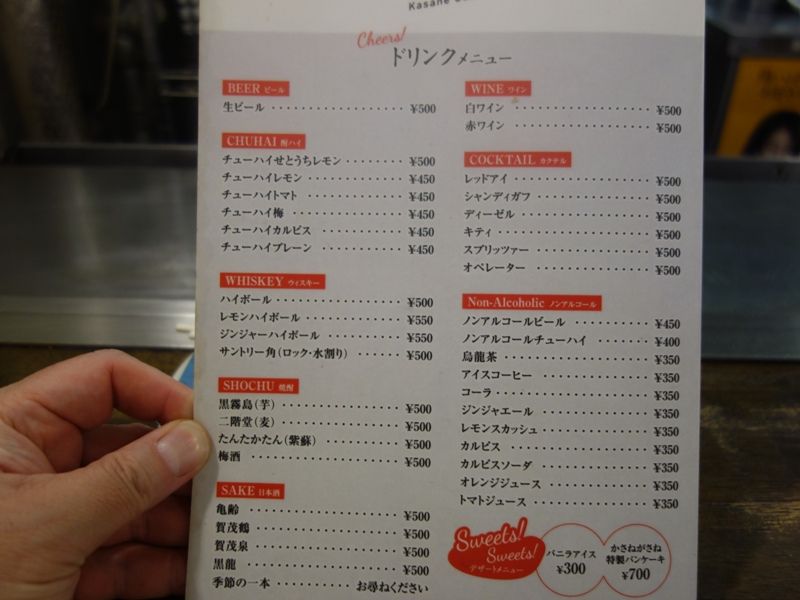 Kasane
Cheers!
ドリンクメニュー
BEER ビール
生ビール ¥500
CHUHAI 酎ハイ
チューハイせとうちレモン ¥500
チューハイレモン ¥450
チューハイトマト ¥450
チューハイ梅 ¥450
チューハイカルピス ¥450
チューハイプレーン ¥450
WHISKEY ウィスキー
ハイボール ¥500
レモンハイボール ¥550
ジンジャーハイボール ¥550
サントリー角（ロック・水割り） ¥500
SHOCHU 焼酎
黒霧島（芋） ¥500
二階堂（麦） ¥500
たんたかたん（紫蘇） ¥500
梅酒 ¥500
SAKE 日本酒
亀齢 ¥500
賀茂鶴 ¥500
賀茂泉 ¥500
黒龍 ¥500
季節の一本 お尋ねください
WINE ワイン
白ワイン ¥500
赤ワイン ¥500
COCKTAIL カクテル
レッドアイ ¥500
シャンディガフ ¥500
ディーゼル ¥500
キティ ¥500
スプリッツァー ¥500
オペレーター ¥500
Non-Alcoholic ノンアルコール
ノンアルコールビール ¥450
ノンアルコールチューハイ ¥400
烏龍茶 ¥350
アイスコーヒー ¥350
コーラ ¥350
ジンジャエール ¥350
レモンスカッシュ ¥350
カルピス ¥350
カルピスソーダ ¥350
オレンジジュース ¥350
トマトジュース ¥350
Sweets!
Sweets!
デザートメニュー
バニラアイス
¥300
かさねがさね
特製パンケーキ
¥700